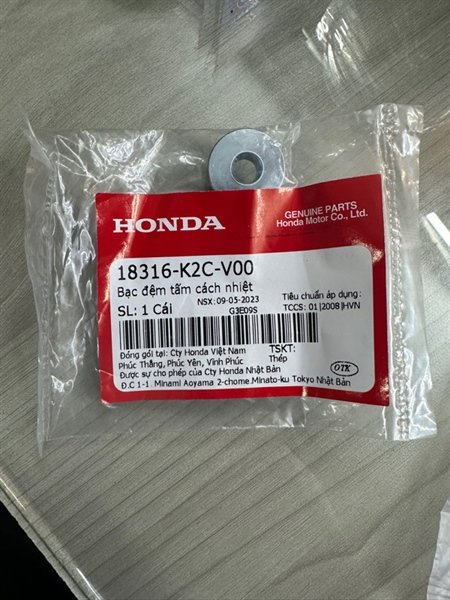 HONDA
GENUINE PARTS
Honda Motor Co., Ltd.
18316-K2C-V00
Bạc đệm tấm cách nhiệt
NSX: 09-05-2023
Tiêu chuẩn áp dụng :
SL: 1 Cái
G3E09S
TCCS: 01|2008|HVN
Đóng gói tại: Cty Honda Việt Nam
TSKT:
Phúc Thắng, Phúc Yên, Vĩnh Phúc
Thép
Được sự cho phép của Cty Honda Nhật Bản
OTK
Đ.C 1-1. Minami Aoyama 2-chome.Minato-ku Tokyo Nhật Bản